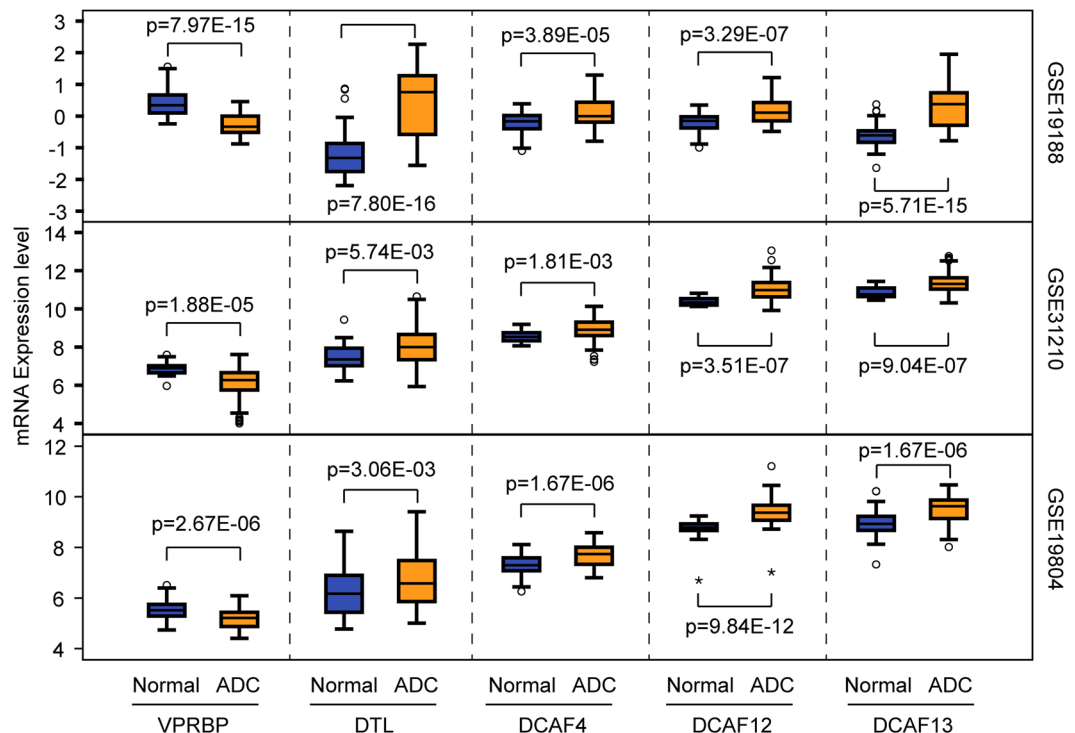 p=7.97E-15
p=3.89E-05
p=3.29E-07
p=7.80E-16
p=5.71E-15
3
2
1
0
-1
-2
-3
GSE19188
mRNA Expression level
p=1.88E-05
p=5.74E-03
p=1.81E-03
p=3.51E-07
p=9.04E-07
14
12
10
8
6
4
GSE31210
p=2.67E-06
p=3.06E-03
p=1.67E-06
p=9.84E-12
p=1.67E-06
12
10
8
6
4
*
*
GSE19804
Normal ADC Normal ADC Normal ADC Normal ADC Normal ADC
VPRBP DTL DCAF4 DCAF12 DCAF13